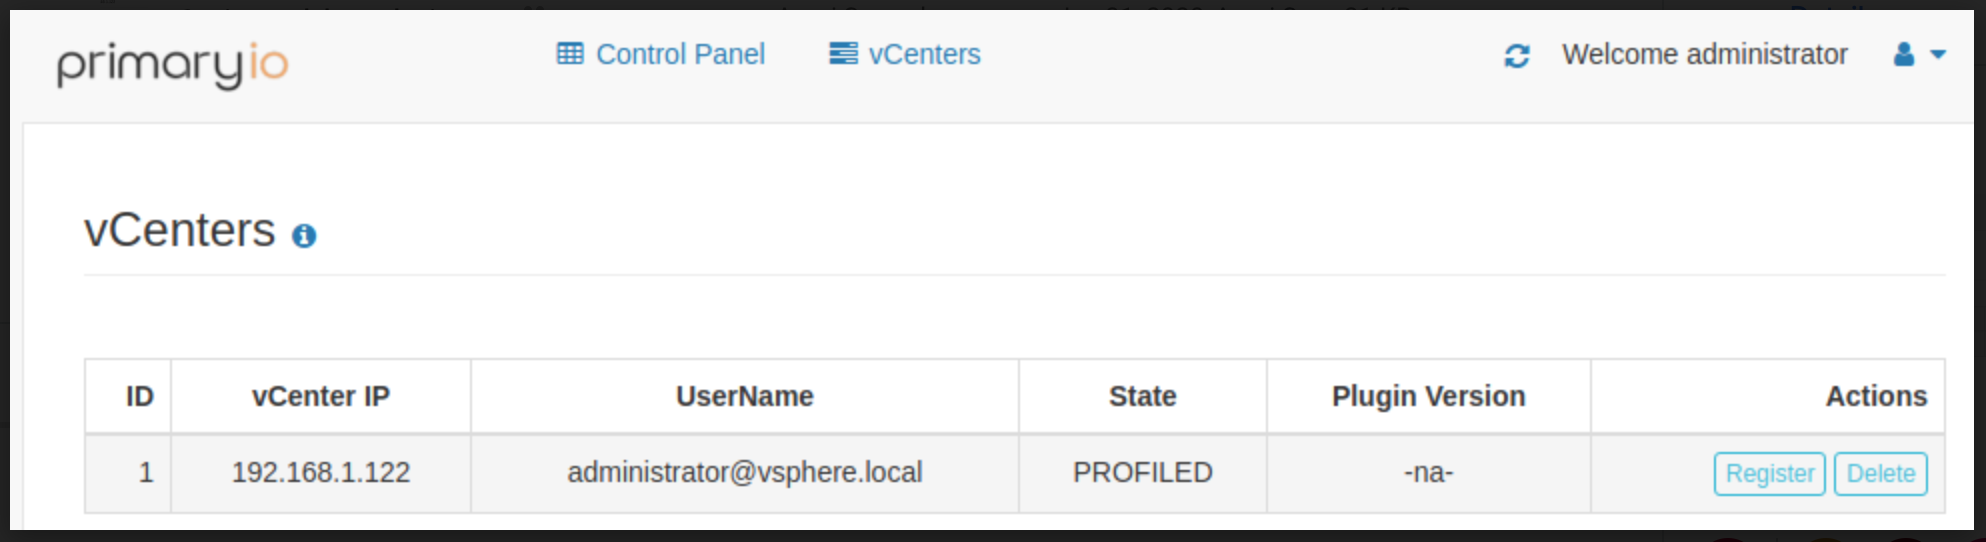 primaryio Control Panel vCenters Welcome administrator
vCenters
ID vCenter IP UserName State Plugin Version Actions
1 192.168.1.122 administrator@vsphere.local PROFILED -na- Register Delete